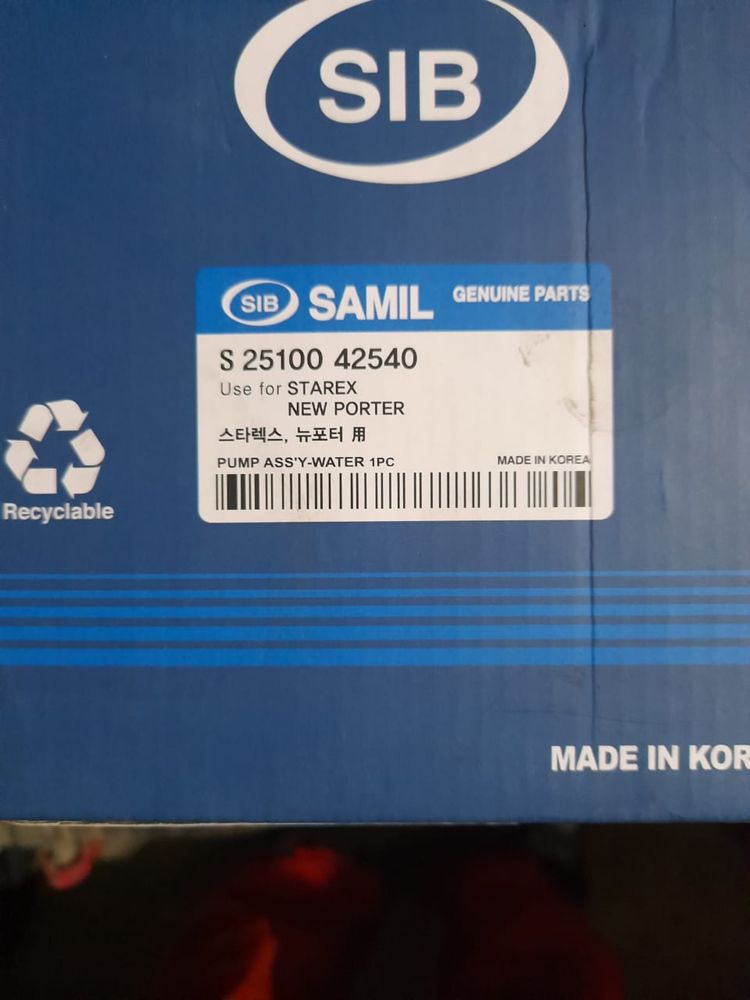 SIB
SIB SAMIL GENUINE PARTS
S 25100 42540
Use for STAREX
NEW PORTER
스타렉스, 뉴포터 用
PUMP ASS'Y-WATER 1PC MADE IN KOREA
Recyclable
MADE IN KOR